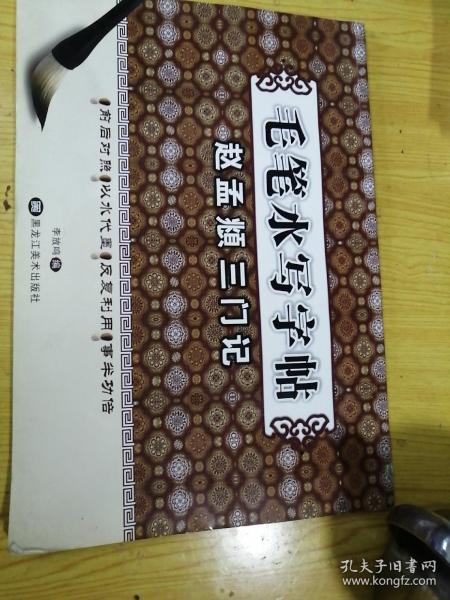 毛笔水写字帖
赵孟頫三门记
前后对照 以水代墨 反复利用 事半功倍
李放鸣 编
黑龙江美术出版社
孔夫子旧书网
www.kongfz.com